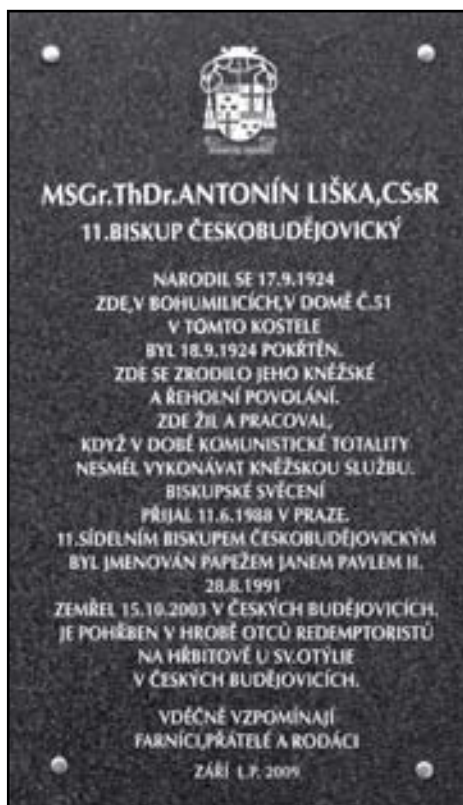 MSGr.ThDr.ANTONÍN LIŠKA,CSsR
11.BISKUP ČESKOBUDĚJOVICKÝ
NARODIL SE 17.9.1924
ZDE,V BOHUMILICÍCH,V DOMĚ Č.51
V TOMTO KOSTELE
BYL 18.9.1924 POKŘTĚN.
ZDE SE ZRODILO JEHO KNĚŽSKÉ
A ŘEHOLNÍ POVOLÁNÍ.
ZDE ŽIL A PRACOVAL,
KDYŽ V DOBĚ KOMUNISTICKÉ TOTALITY
NESMĚL VYKONÁVAT KNĚŽSKOU SLUŽBU.
BISKUPSKÉ SVĚCENÍ
PŘIJAL 11.6.1988 V PRAZE.
11.SÍDELNÍM BISKUPEM ČESKOBUDĚJOVICKÝM
BYL JMENOVÁN PAPEŽEM JANEM PAVLEM II.
28.8.1991
ZEMŘEL 15.10.2003 V ČESKÝCH BUDĚJOVICÍCH.
JE POHŘBEN V HROBĚ OTCŮ REDEMPTORISTŮ
NA HŘBITOVĚ U SV.OTÝLIE
V ČESKÝCH BUDĚJOVICÍCH.
VDĚČNĚ VZPOMÍNAJÍ
FARNÍCI,PŘÁTELÉ A RODÁCI
ZÁŘÍ L.P. 2009